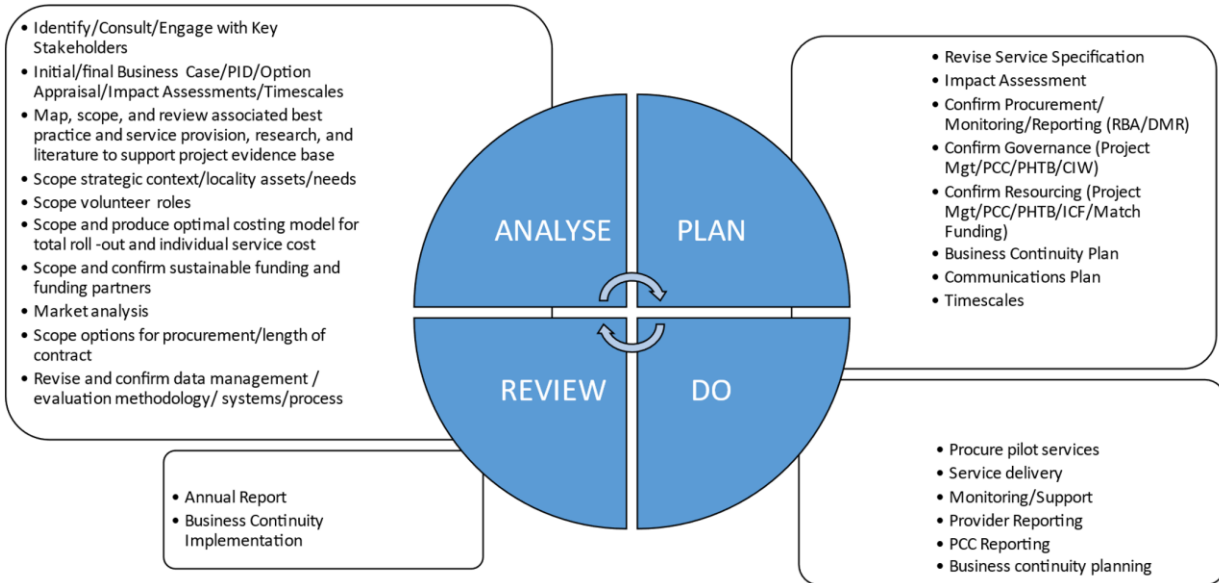 • Identify/Consult/Engage with Key
Stakeholders
• Initial/final Business Case/PID/Option
Appraisal/Impact Assessments/Timescales
• Map, scope, and review associated best
practice and service provision, research, and
literature to support project evidence base
• Scope strategic context/locality assets/needs
• Scope volunteer roles
• Scope and produce optimal costing model for
total roll -out and individual service cost
• Scope and confirm sustainable funding and
funding partners
• Market analysis
• Scope options for procurement/length of
contract
• Revise and confirm data management /
evaluation methodology/ systems/process
ANALYSE
PLAN
• Revise Service Specification
• Impact Assessment
• Confirm Procurement/
Monitoring/Reporting (RBA/DMR)
• Confirm Governance (Project
Mgt/PCC/PHTB/CIW)
• Confirm Resourcing (Project
Mgt/PCC/PHTB/ICF/Match
Funding)
• Business Continuity Plan
• Communications Plan
• Timescales
REVIEW
DO
• Annual Report
• Business Continuity
Implementation
• Procure pilot services
• Service delivery
• Monitoring/Support
• Provider Reporting
• PCC Reporting
• Business continuity planning